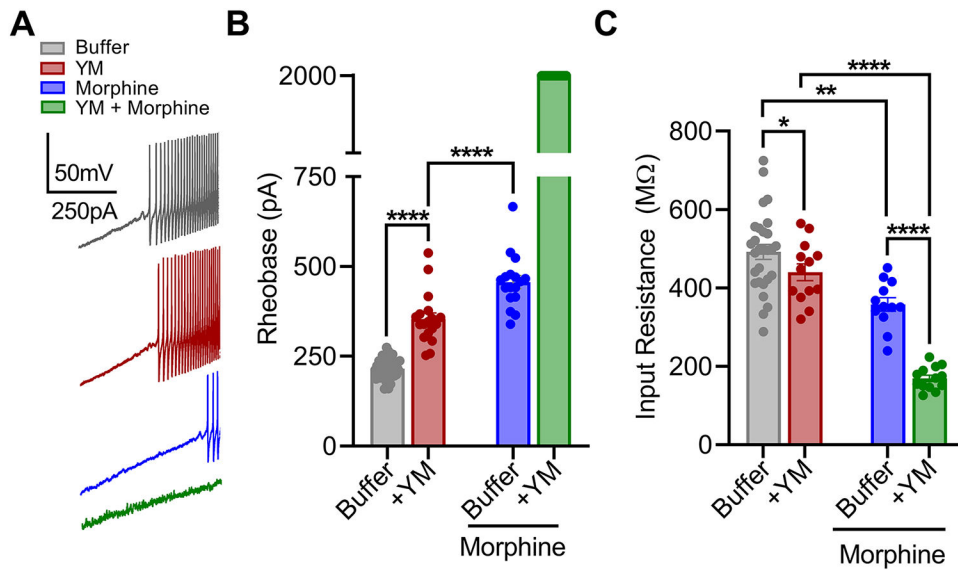 A
Buffer
YM
Morphine
YM + Morphine
50mV
250pA
B
Rheobase (pA)
2000
750
500
250
0
****
****
Buffer
+YM
Buffer
+YM
Morphine
C
Input Resistance (MΩ)
800
600
400
200
0
****
**
*
****
Buffer
+YM
Buffer
+YM
Morphine